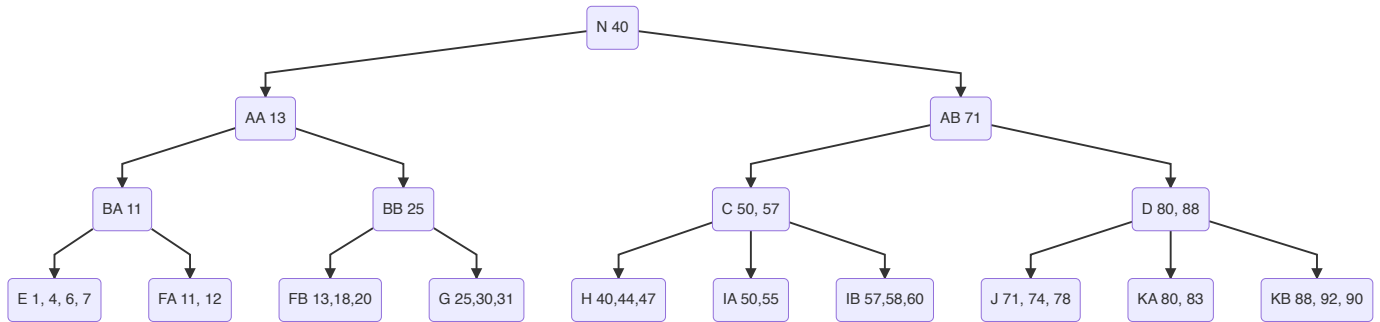 N 40
AA 13
AB 71
BA 11
BB 25
C 50, 57
D 80, 88
E 1, 4, 6, 7
FA 11, 12
FB 13,18,20
G 25,30,31
H 40,44,47
IA 50,55
IB 57,58,60
J 71, 74, 78
KA 80, 83
KB 88, 92, 90